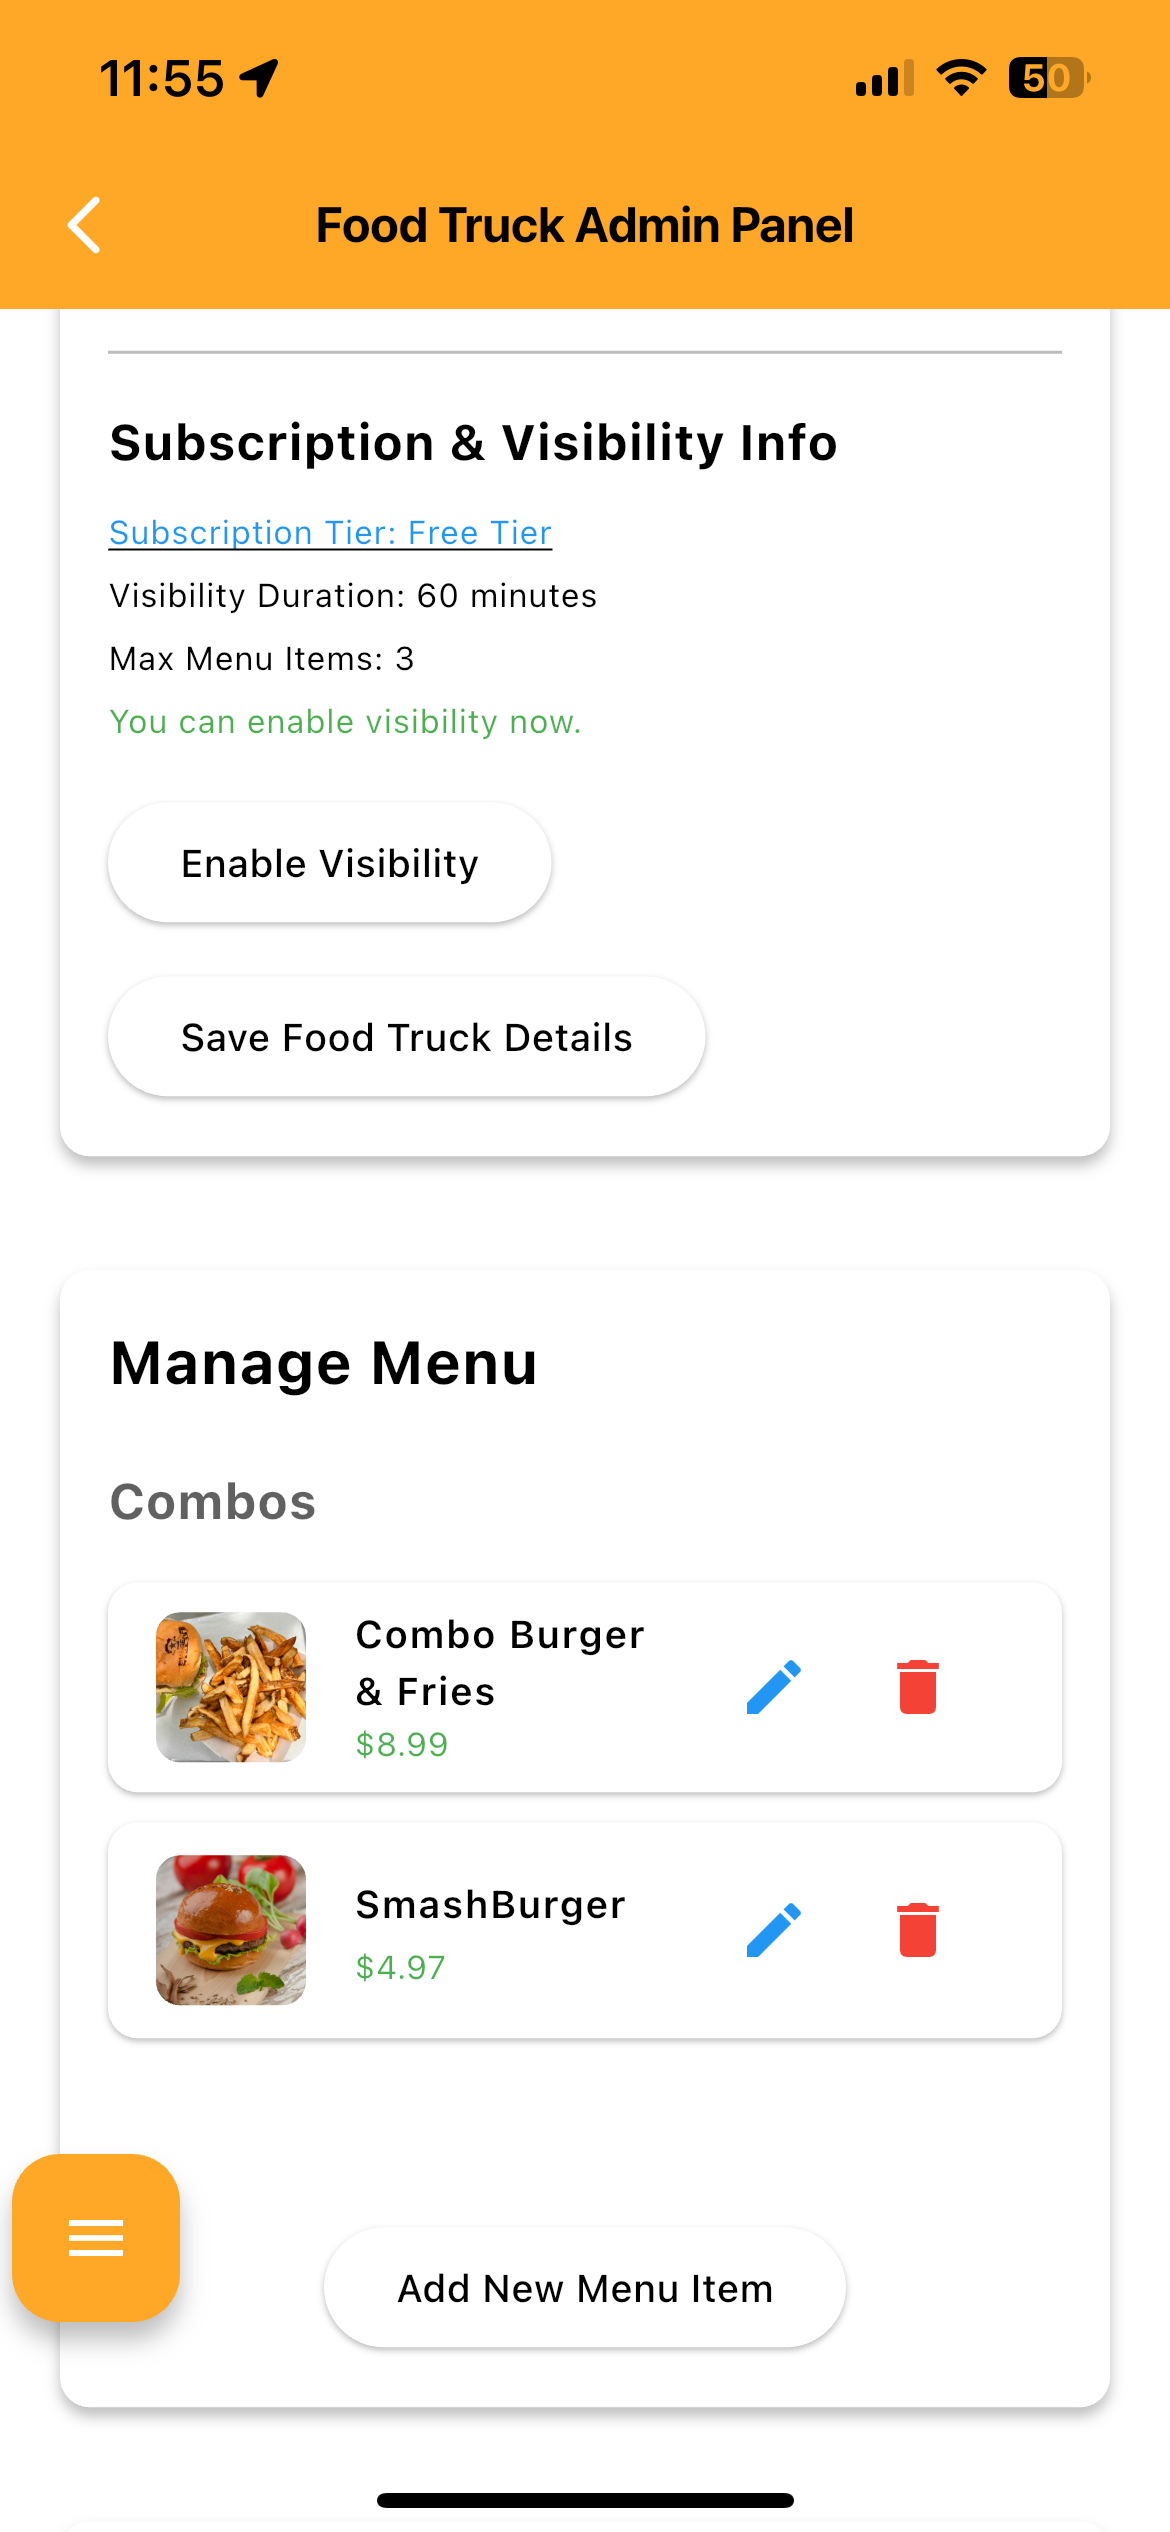 11:55
50
Food Truck Admin Panel
Subscription & Visibility Info
Subscription Tier: Free Tier
Visibility Duration: 60 minutes
Max Menu Items: 3
You can enable visibility now.
Enable Visibility
Save Food Truck Details
Manage Menu
Combos
Combo Burger
& Fries
$8.99
SmashBurger
$4.97
Add New Menu Item